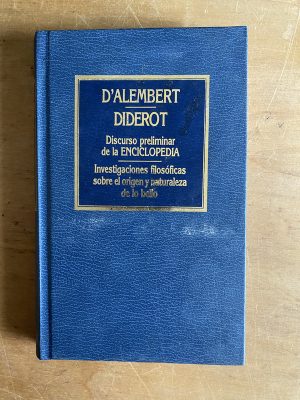 D'ALEMBERT
DIDEROT
Discurso preliminar
de la ENCICLOPEDIA
Investigaciones filosóficas
sobre el origen y naturaleza
de lo bello